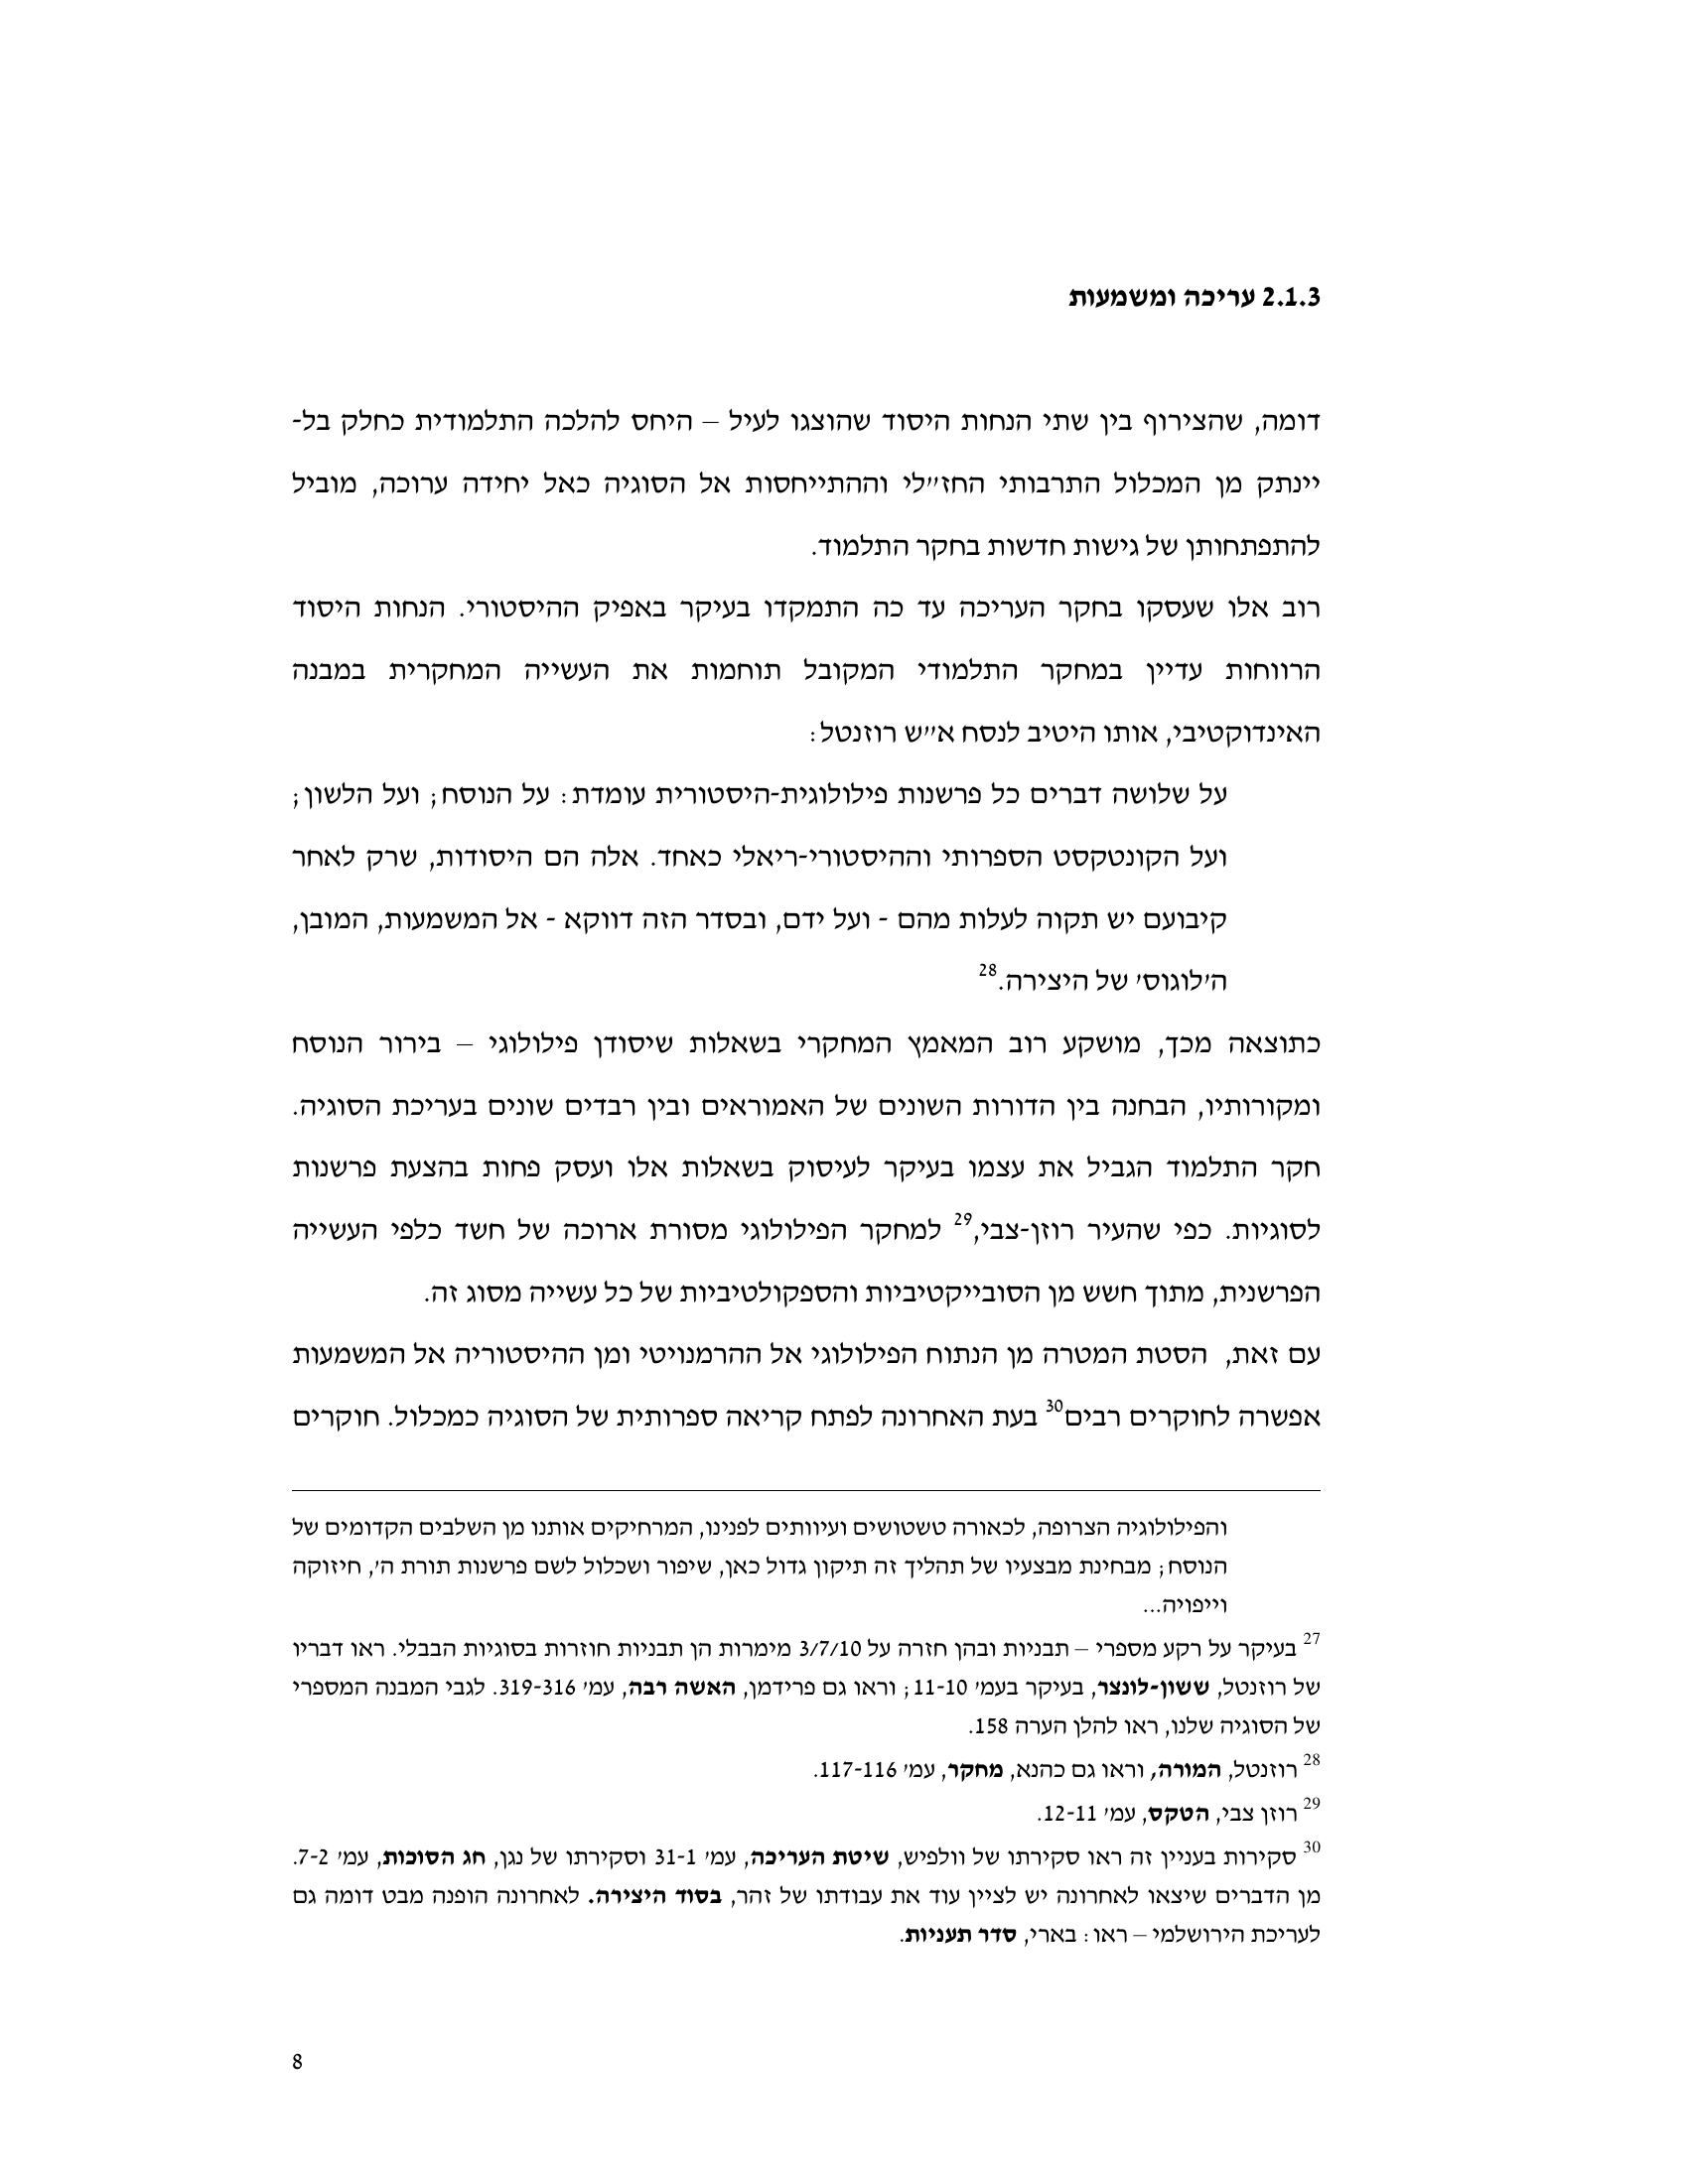 2.1.3 עריכה ומשמעות
דומה, שהצירוף בין שתי הנחות היסוד שהוצגו לעיל – היחס להלכה התלמודית כחלק בל-
יינתק מן המכלול התרבותי החז״לי וההתייחסות אל הסוגיה כאל יחידה ערוכה, מוביל
להתפתחותן של גישות חדשות בחקר התלמוד.
רוב אלו שעסקו בחקר העריכה עד כה התמקדו בעיקר באפיק ההיסטורי. הנחות היסוד
הרווחות עדיין במחקר התלמודי המקובל תוחמות את העשייה המחקרית במבנה
האינדוקטיבי, אותו היטיב לנסח א״ש רוזנטל:
על שלושה דברים כל פרשנות פילולוגית-היסטורית עומדת: על הנוסח; ועל הלשון;
ועל הקונטקסט הספרותי וההיסטורי-ריאלי כאחד. אלה הם היסודות, שרק לאחר
קיבועם יש תקוה לעלות מהם - ועל ידם, ובסדר הזה דווקא - אל המשמעות, המובן,
ה׳לוגוס׳ של היצירה.28
כתוצאה מכך, מושקע רוב המאמץ המחקרי בשאלות שיסודן פילולוגי – בירור הנוסח
ומקורותיו, הבחנה בין הדורות השונים של האמוראים ובין רבדים שונים בעריכת הסוגיה.
חקר התלמוד הגביל את עצמו בעיקר לעיסוק בשאלות אלו ועסק פחות בהצעת פרשנות
לסוגיות. כפי שהעיר רוזן-צבי,29 למחקר הפילולוגי מסורת ארוכה של חשד כלפי העשייה
הפרשנית, מתוך חשש מן הסובייקטיביות והספקולטיביות של כל עשייה מסוג זה.
עם זאת,  הסטת המטרה מן הנתוח הפילולוגי אל ההרמנויטי ומן ההיסטוריה אל המשמעות
אפשרה לחוקרים רבים30 בעת האחרונה לפתח קריאה ספרותית של הסוגיה כמכלול. חוקרים
והפילולוגיה הצרופה, לכאורה טשטושים ועיוותים לפנינו, המרחיקים אותנו מן השלבים הקדומים של
הנוסח; מבחינת מבצעיו של תהליך זה תיקון גדול כאן, שיפור ושכלול לשם פרשנות תורת ה׳, חיזוקה
וייפויה...
27 בעיקר על רקע מספרי – תבניות ובהן חזרה על 3/7/10 מימרות הן תבניות חוזרות בסוגיות הבבלי. ראו דבריו
של רוזנטל, ששון-לונצר, בעיקר בעמ׳ 11-10; וראו גם פרידמן, האשה רבה, עמ׳ 319-316. לגבי המבנה המספרי
של הסוגיה שלנו, ראו להלן הערה 158.
28 רוזנטל, המורה, וראו גם כהנא, מחקר, עמ׳ 117-116.
29 רוזן צבי, הטקס, עמ׳ 12-11.
30 סקירות בעניין זה ראו סקירתו של וולפיש, שיטת העריכה, עמ׳ 31-1 וסקירתו של נגן, חג הסוכות, עמ׳ 7-2.
מן הדברים שיצאו לאחרונה יש לציין עוד את עבודתו של זהר, בסוד היצירה. לאחרונה הופנה מבט דומה גם
לעריכת הירושלמי – ראו: בארי, סדר תעניות.
8